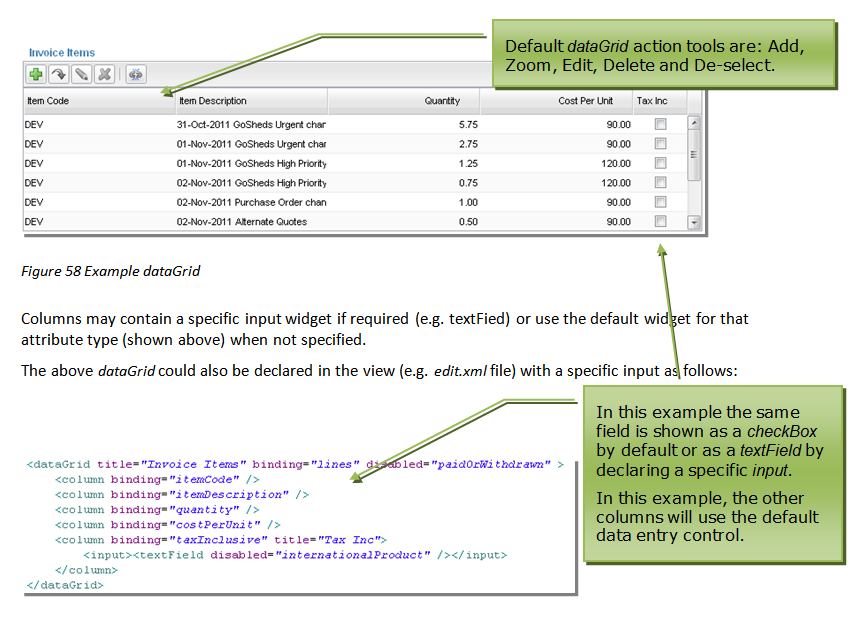 Invoice Items
Default dataGrid action tools are: Add,
Zoom, Edit, Delete and De-select.
Item Code Item Description Quantity Cost Per Unit Tax Inc
DEV 31-Oct-2011 GoSheds Urgent char 5.75 90.00
DEV 01-Nov-2011 GoSheds Urgent char 2.75 90.00
DEV 01-Nov-2011 GoSheds High Priority 1.25 120.00
DEV 02-Nov-2011 GoSheds High Priority 0.75 120.00
DEV 02-Nov-2011 Purchase Order chan 1.00 90.00
DEV 02-Nov-2011 Alternate Quotes 0.50 90.00
Figure 58 Example dataGrid
Columns may contain a specific input widget if required (e.g. textFied) or use the default widget for that
attribute type (shown above) when not specified.
The above dataGrid could also be declared in the view (e.g. edit.xml file) with a specific input as follows:
In this example the same
field is shown as a checkBox
by default or as a textField by
declaring a specific input.
In this example, the other
columns will use the default
data entry control.
<dataGrid title="Invoice Items" binding="lines" disabled="paidOrWithdrawn" >
<column binding="itemCode" />
<column binding="itemDescription" />
<column binding="quantity" />
<column binding="costPerUnit" />
<column binding="taxInclusive" title="Tax Inc">
<input><textField disabled="internationalProduct" /></input>
</column>
</dataGrid>